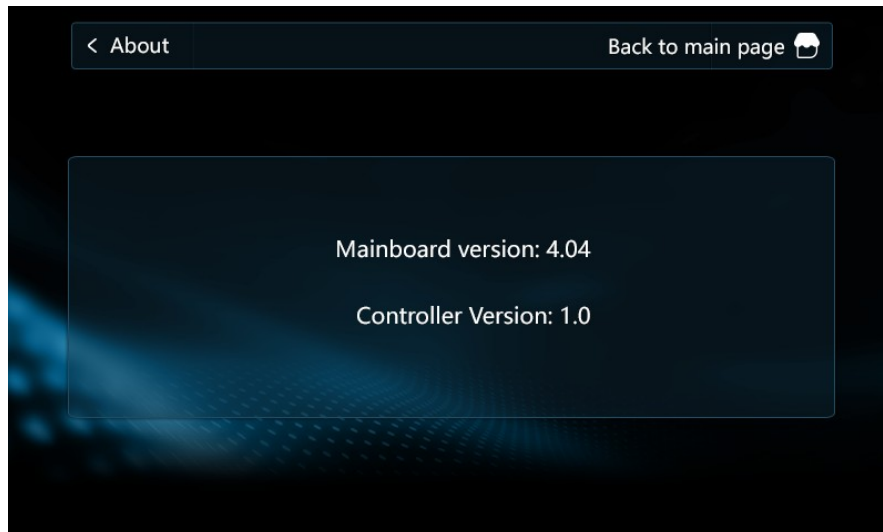 < About
Back to main page
Mainboard version: 4.04
Controller Version: 1.0